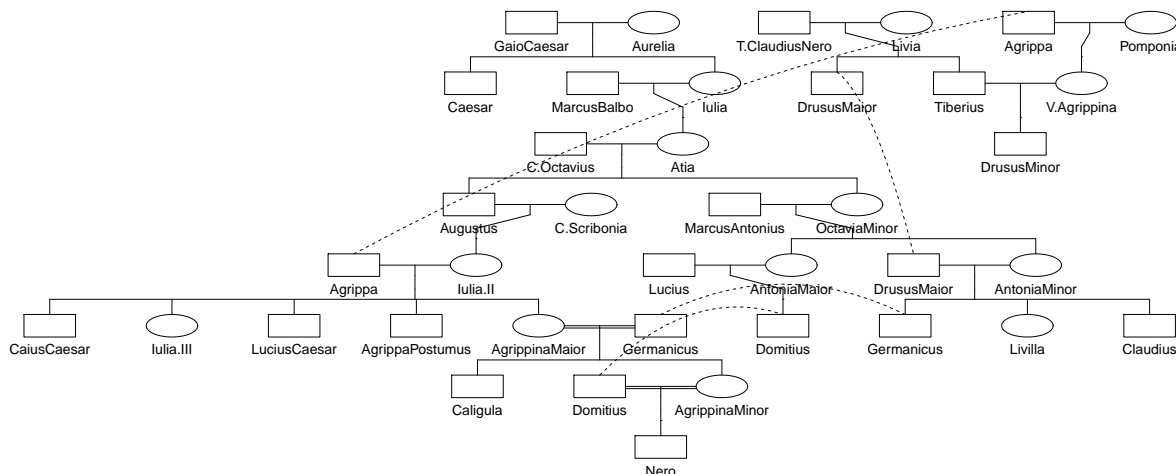 GaioCaesar Aurelia T.ClaudiusNero Livia Agrippa Pomponia
Caesar MarcusBalbo Iulia DrususMaior Tiberius V.Agrippina
C.Octavius Atia DrususMinor
Augustus C.Scribonia MarcusAntonius OctaviaMinor
Agrippa Iulia.II Lucius AntoniaMaior DrususMaior AntoniaMinor
CaiusCaesar Iulia.III LuciusCaesar AgrippaPostumus AgrippinaMaior Germanicus Domitius Germanicus Livilla Claudius
Caligula Domitius AgrippinaMinor
Nero